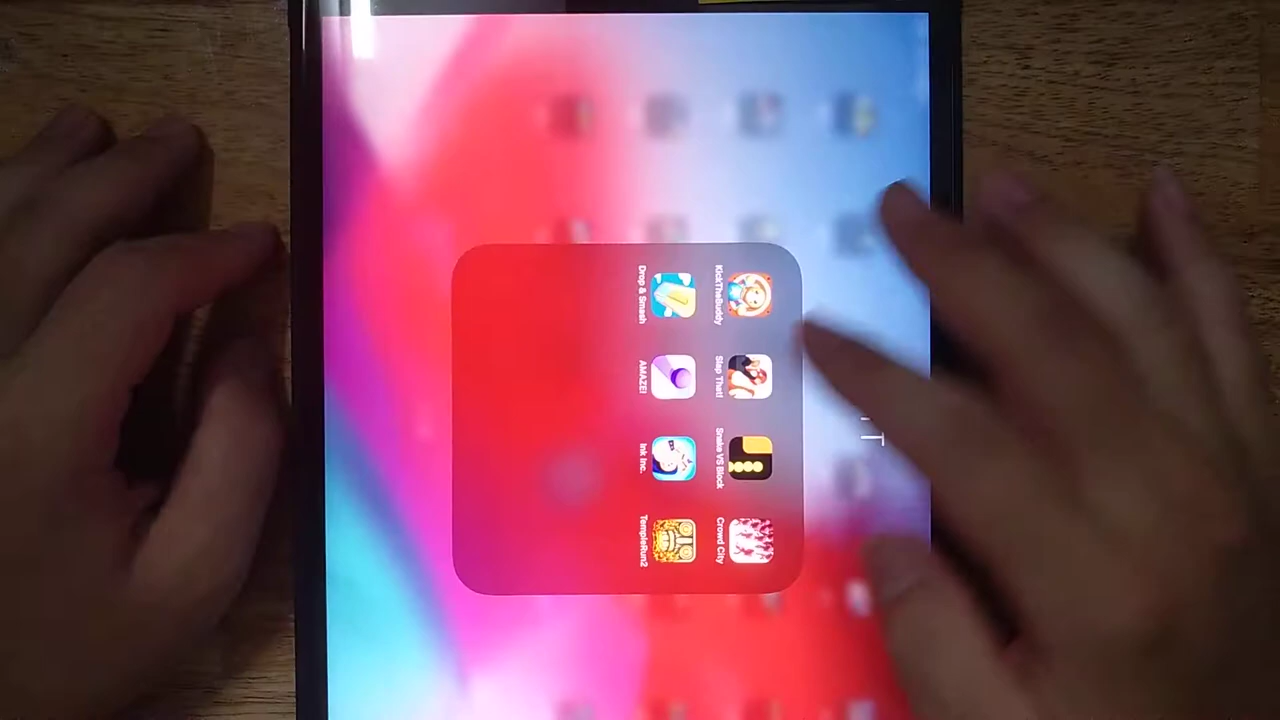 KickTheBuddy
Slap That!
Snake VS Block
Crowd City
Drop & Smash
AMAZE!
Ink Inc.
TempleRun2